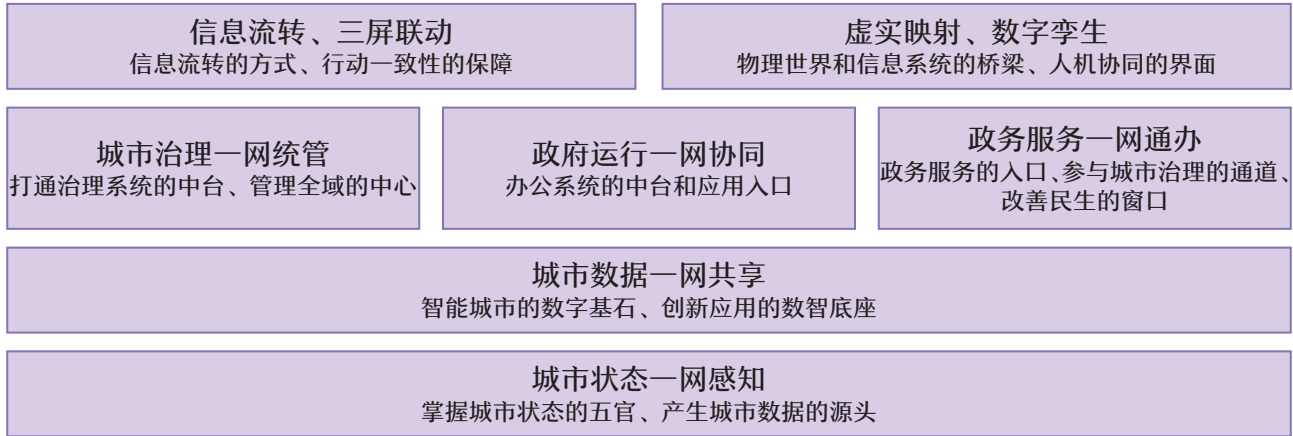 信息流转、三屏联动
信息流转的方式、行动一致性的保障
虚实映射、数字孪生
物理世界和信息系统的桥梁、人机协同的界面
城市治理一网统管
打通治理系统的中台、管理全域的中心
政府运行一网协同
办公系统的中台和应用入口
政务服务一网通办
政务服务的入口、参与城市治理的通道、
改善民生的窗口
城市数据一网共享
智能城市的数字基石、创新应用的数智底座
城市状态一网感知
掌握城市状态的五官、产生城市数据的源头